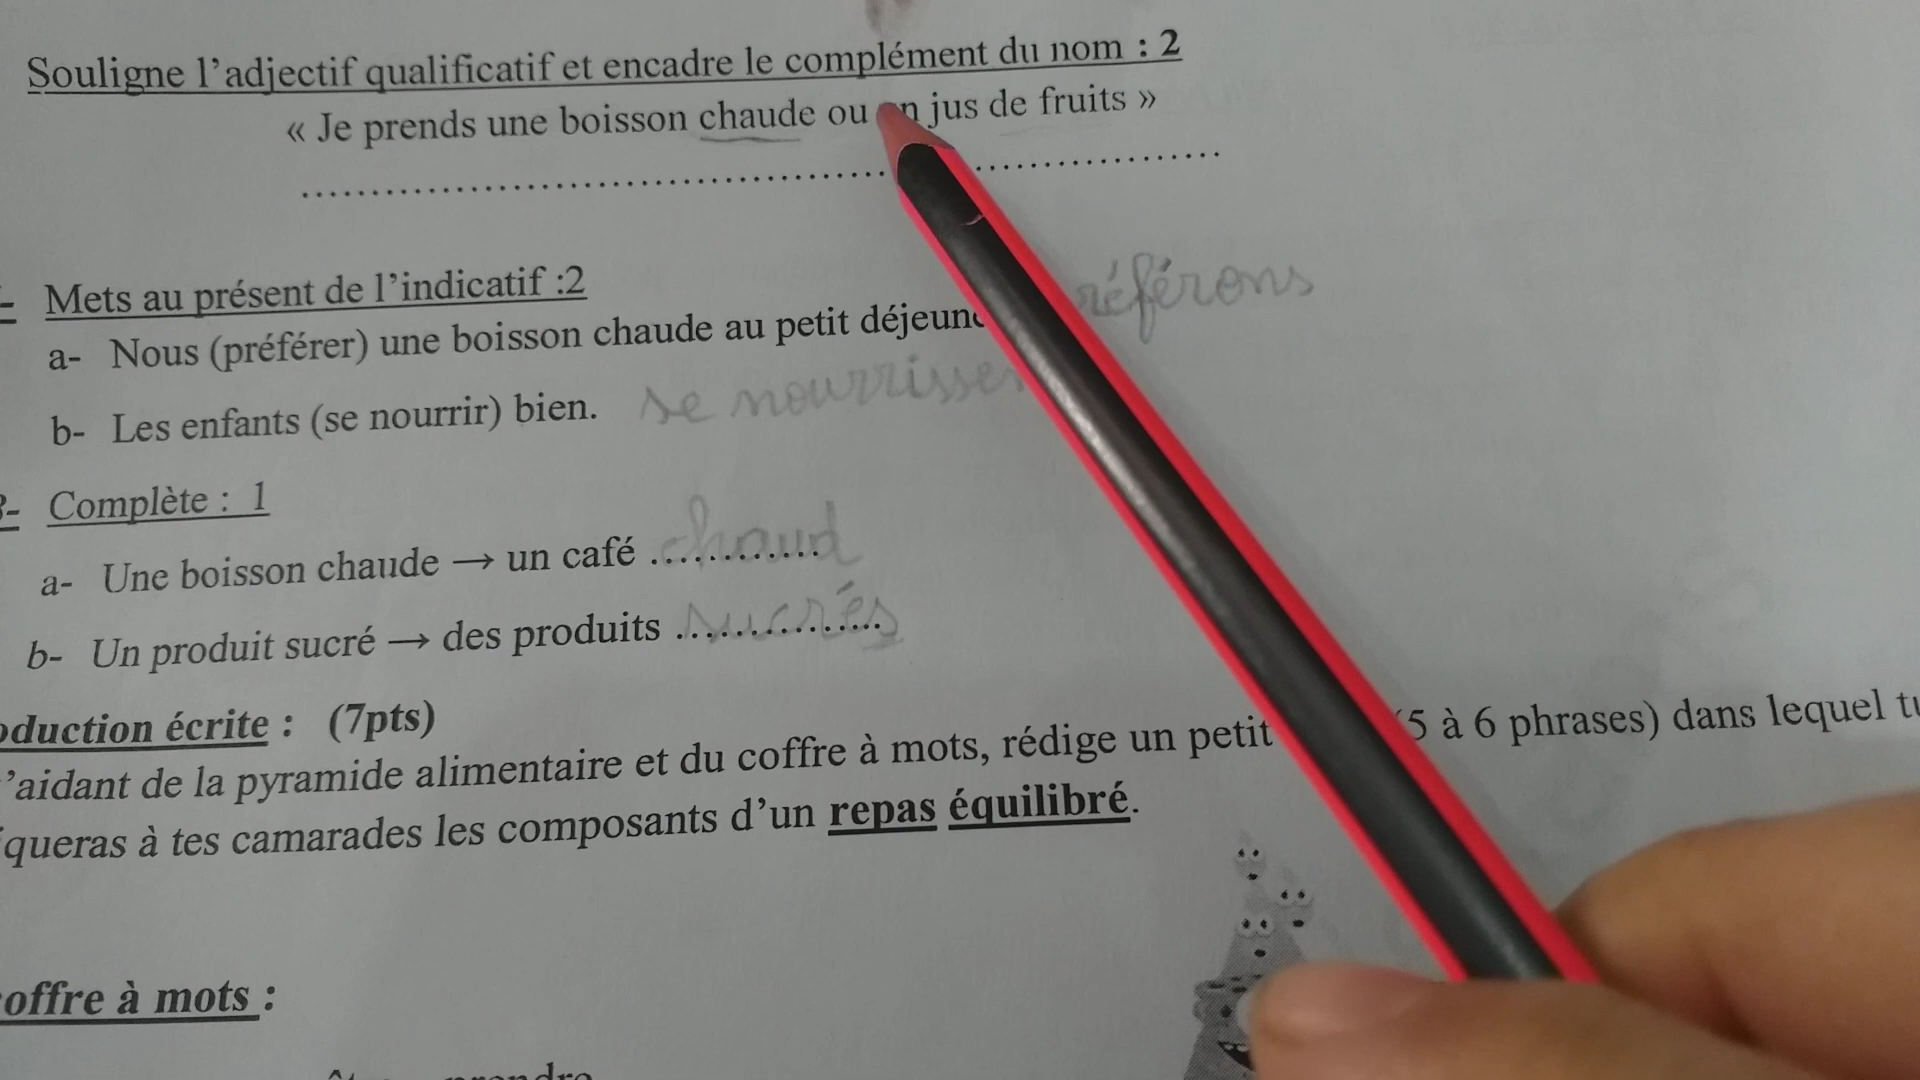 Souligne l'adjectif qualificatif et encadre le complément du nom : 2
« Je prends une boisson chaude ou jus de fruits »
Mets au présent de l'indicatif :2
a- Nous (préférer) une boisson chaude au petit
b- Les enfants (se nourrir) bien. se
Complète : 1
a- Une boisson chaude → un café ............ chaud
b- Un produit sucré → des produits ............... sucrés
écrite : (7pts)
'aidant de la pyramide alimentaire et du coffre à mots, rédige un petit (5 à 6 phrases) dans lequel
à tes camarades les composants d'un repas équilibré.
à mots :